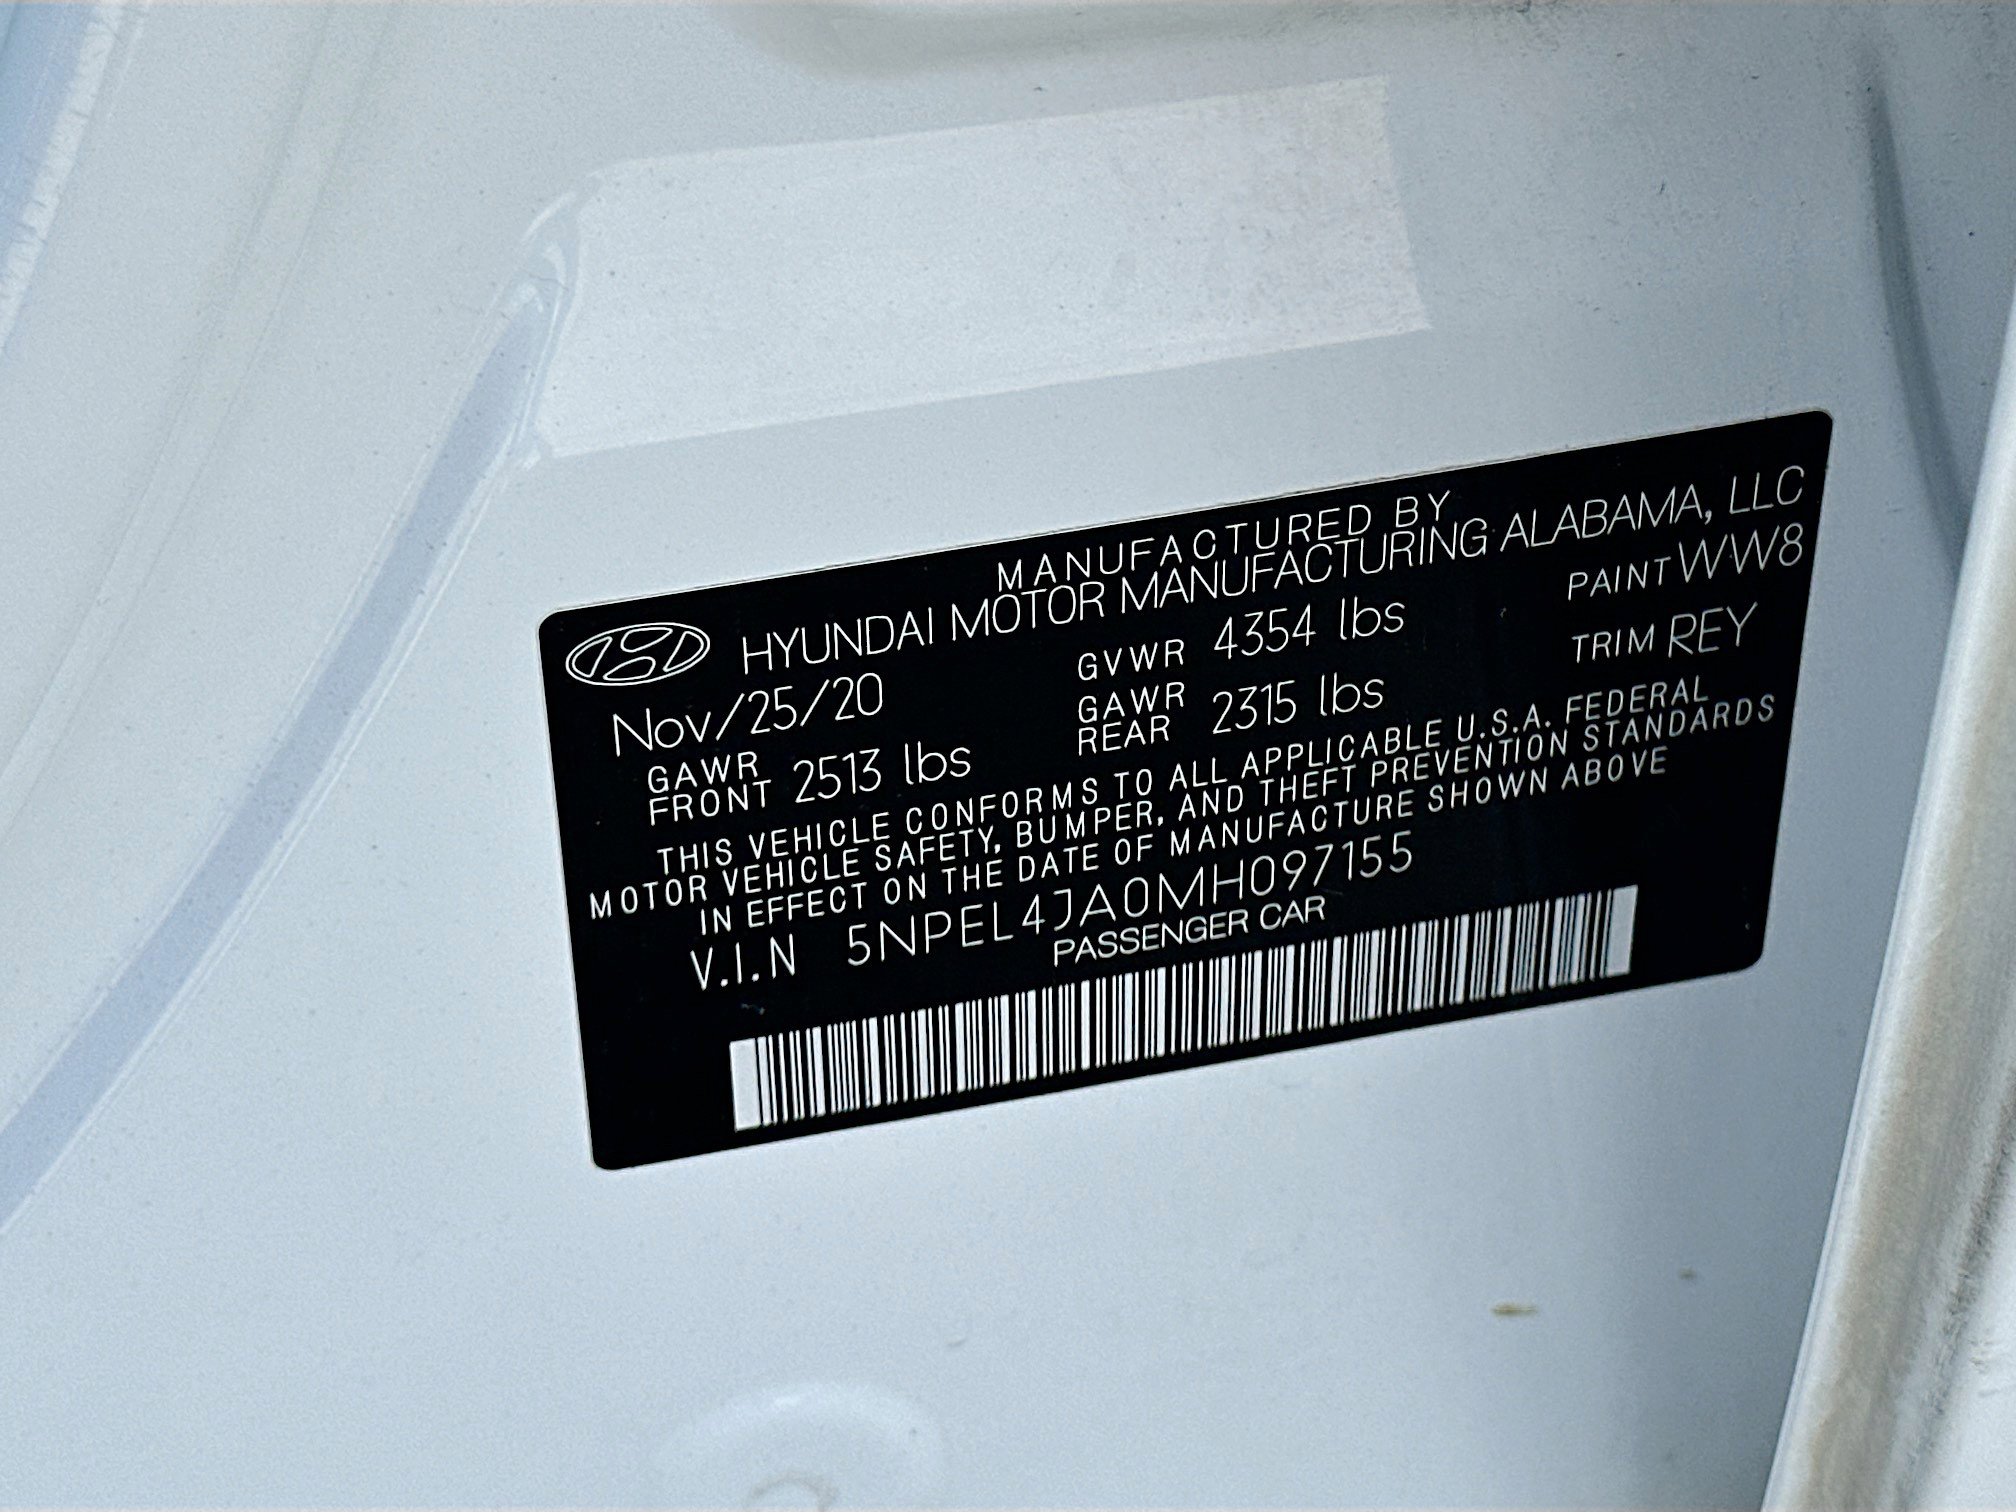 MANUFACTURED BY
HYUNDAI MOTOR MANUFACTURING ALABAMA, LLC
Nov/25/20 GVWR 4354 lbs PAINT WW8
GAWR FRONT 2513 lbs GAWR REAR 2315 lbs TRIM REY
THIS VEHICLE CONFORMS TO ALL APPLICABLE U.S.A. FEDERAL
MOTOR VEHICLE SAFETY, BUMPER, AND THEFT PREVENTION STANDARDS
IN EFFECT ON THE DATE OF MANUFACTURE SHOWN ABOVE
V.I.N 5NPEL4JA0MH097155
PASSENGER CAR